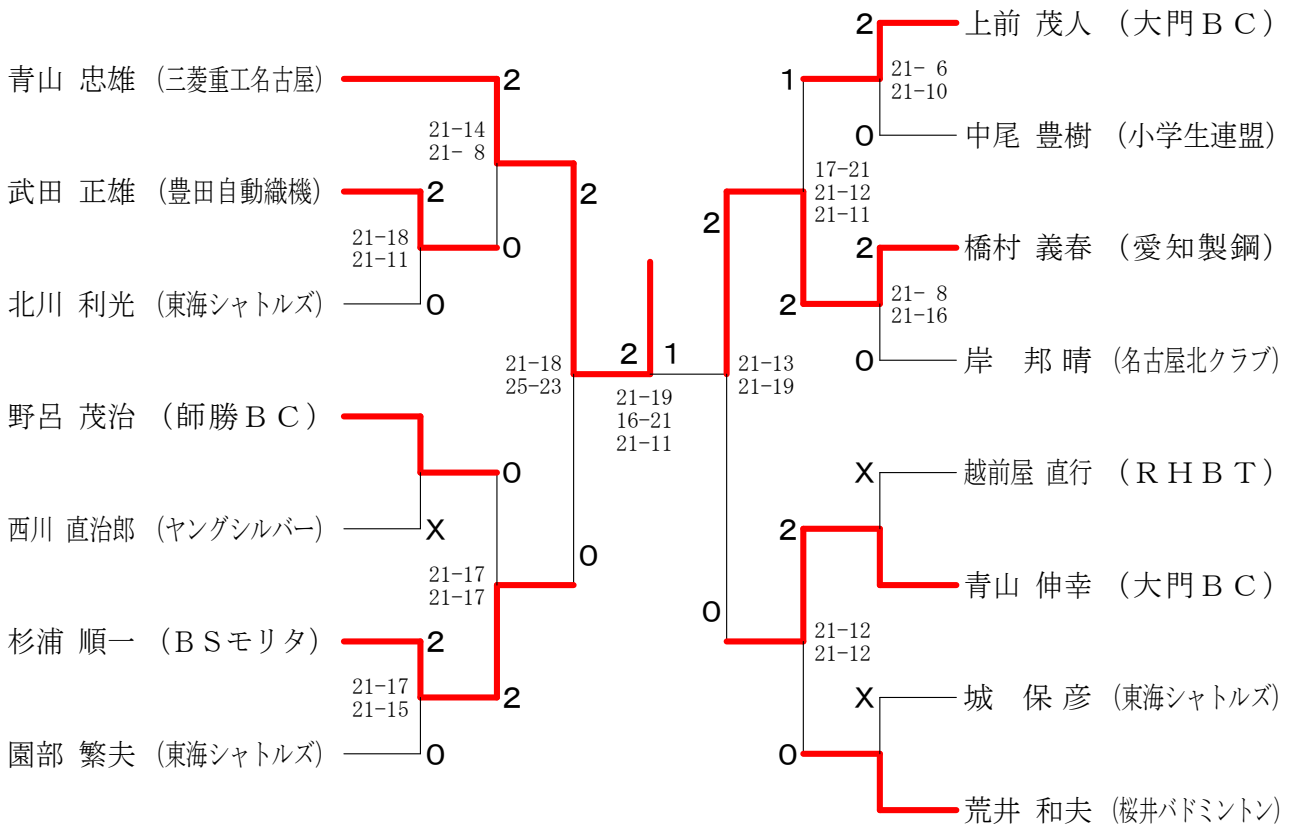 青山 忠雄 (三菱重工名古屋)
2
21-14
21- 8
武田 正雄 (豊田自動織機)
2
21-18
21-11
0
北川 利光 (東海シャトルズ)
0
2
21-18
25-23
野呂 茂治 (師勝BC)
0
西川 直治郎 (ヤングシルバー)
X
21-17
21-17
0
杉浦 順一 (BSモリタ)
2
21-17
21-15
2
園部 繁夫 (東海シャトルズ)
0
2 1
21-19
16-21
21-11
2 上前 茂人 (大門BC)
1
21- 6
21-10
0 中尾 豊樹 (小学生連盟)
17-21
21-12
21-11
2
2 橋村 義春 (愛知製鋼)
2
21- 8
21-16
0 岸 邦晴 (名古屋北クラブ)
21-13
21-19
X 越前屋 直行 (RHBT)
2
青山 伸幸 (大門BC)
0
21-12
21-12
X 城 保彦 (東海シャトルズ)
0
荒井 和夫 (桜井バドミントン)